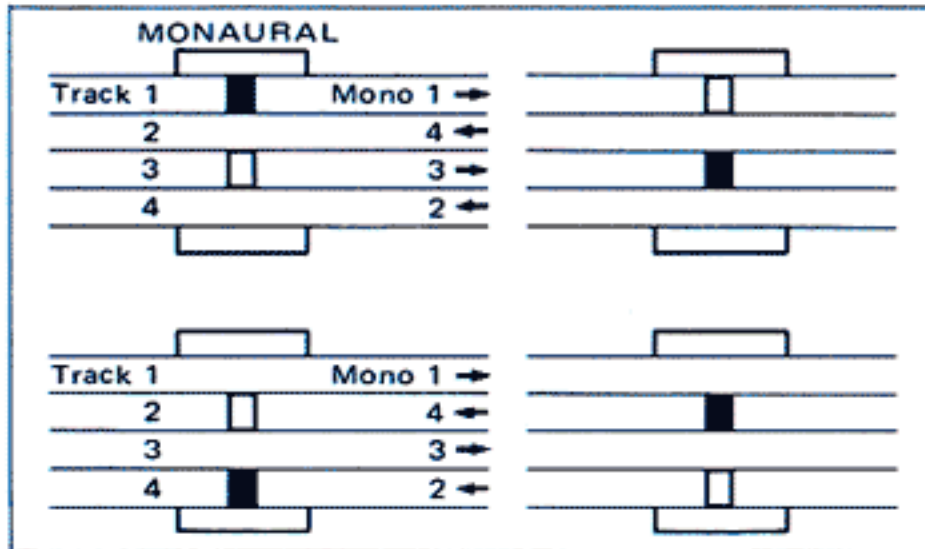 MONAURAL
Track 1 Mono 1 →
2 4 ←
3 3 →
4 2 ←
Track 1 Mono 1 →
2 4 ←
3 3 →
4 2 ←